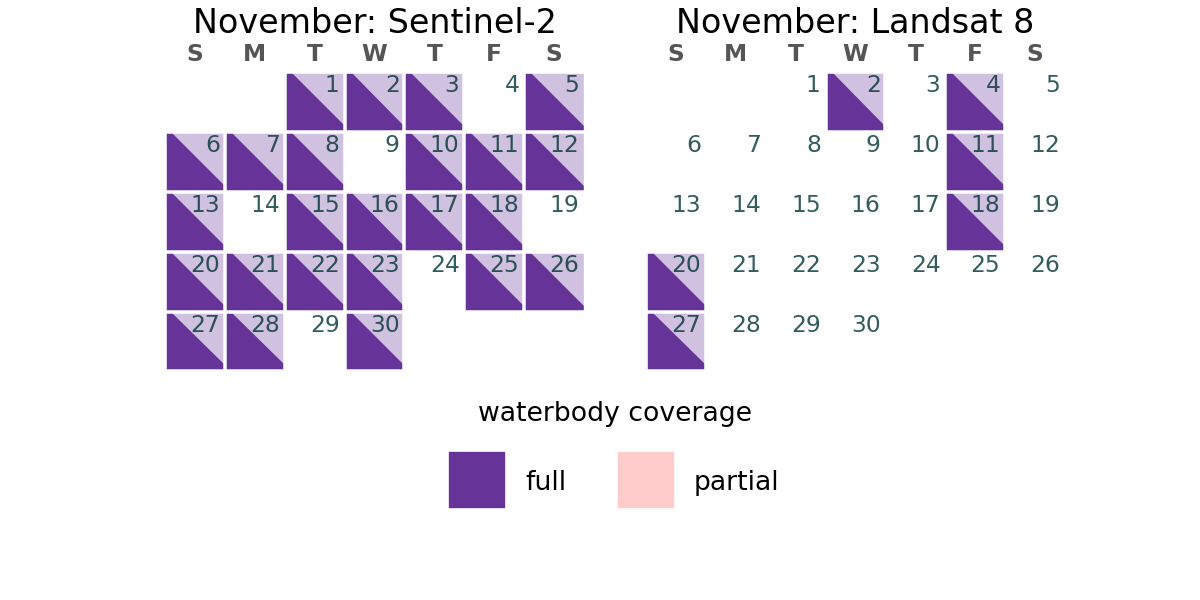 November: Sentinel-2
S M T W T F S
1 2 3 4 5
6 7 8 9 10 11 12
13 14 15 16 17 18 19
20 21 22 23 24 25 26
27 28 29 30
November: Landsat 8
S M T W T F S
1 2 3 4 5
6 7 8 9 10 11 12
13 14 15 16 17 18 19
20 21 22 23 24 25 26
27 28 29 30
waterbody coverage
full
partial